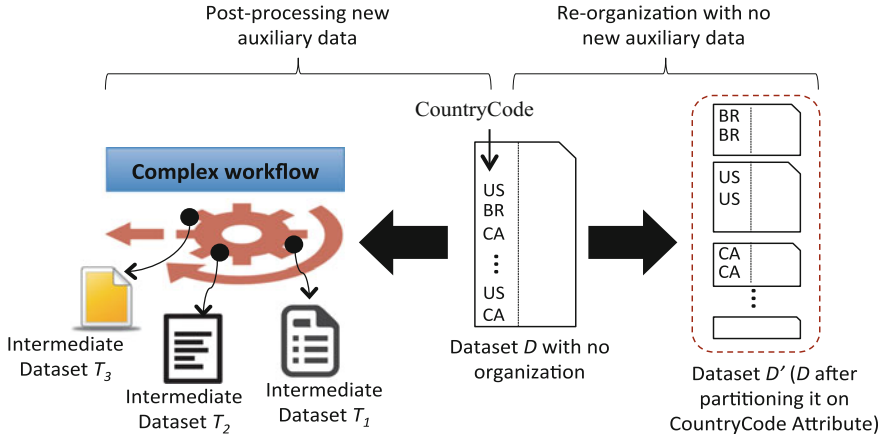 Post-processing new
auxiliary data
Re-organization with no
new auxiliary data
CountryCode
Complex workflow
US
BR
CA
US
CA
BR
BR
US
US
CA
CA
Intermediate
Dataset T3
Intermediate
Dataset T2
Intermediate
Dataset T1
Dataset D with no
organization
Dataset D’ (D after
partitioning it on
CountryCode Attribute)